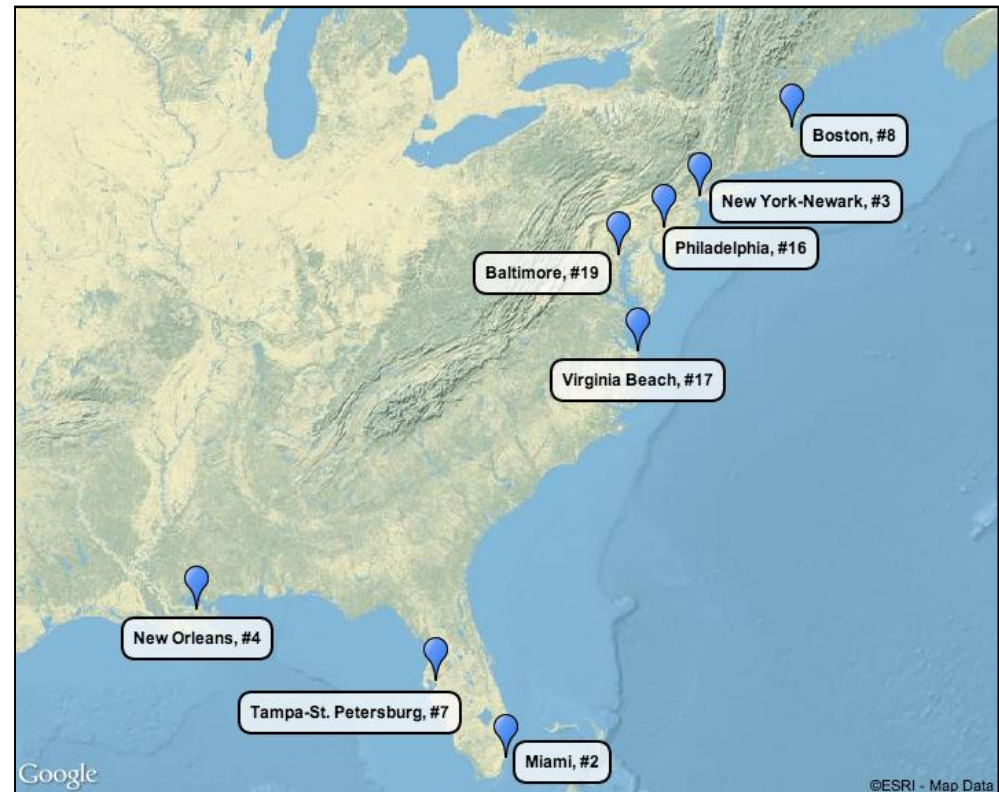 Boston, #8
New York-Newark, #3
Philadelphia, #16
Baltimore, #19
Virginia Beach, #17
New Orleans, #4
Tampa-St. Petersburg, #7
Miami, #2
Google
©ESRI - Map Data